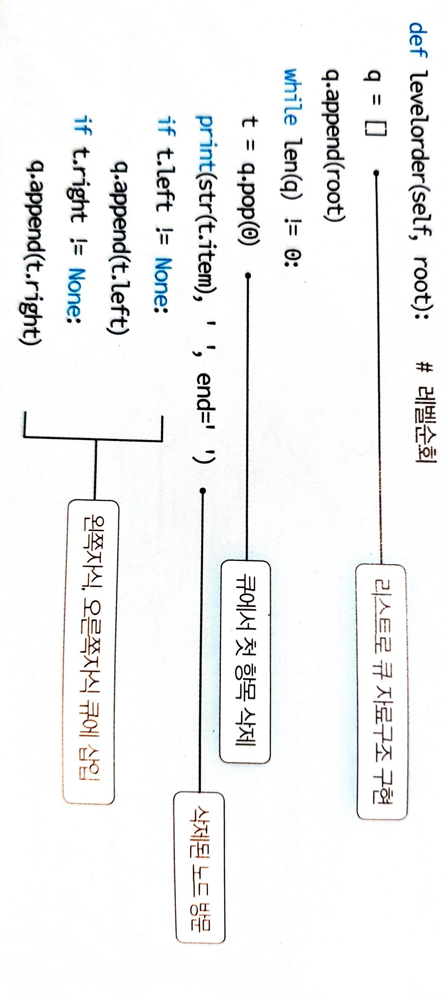 def levelorder(self, root):  # 레벨순회
    q = []  리스트로 큐 자료구조 구현
    q.append(root)
    while len(q) != 0:
        t = q.pop(0)  큐에서 첫 항목 삭제
        print(str(t.item), ' ', end=' ')  삭제된 노드 방문
        if t.left != None:
            q.append(t.left)
        if t.right != None:
            q.append(t.right)
왼쪽자식, 오른쪽자식 큐에 삽입